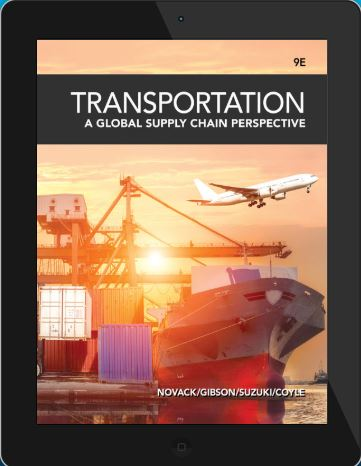 9E
TRANSPORTATION
A GLOBAL SUPPLY CHAIN PERSPECTIVE
NOVACK/GIBSON/SUZUKI/COYLE